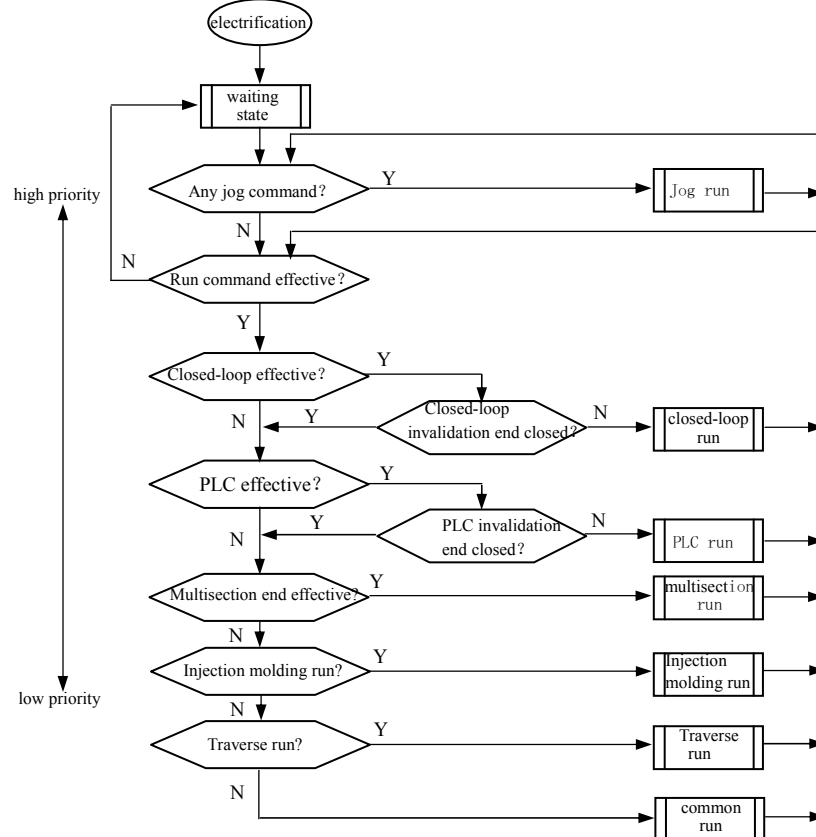 electrification
waiting
state
Any jog command?
Y
Jog run
high priority
N
N
Run command effective?
Y
Closed-loop effective?
Y
Closed-loop
invalidation end closed?
Y
N
N
closed-loop
run
PLC effective?
Y
PLC invalidation
end closed?
Y
N
N
PLC run
Multisection end effective?
Y
multisection
run
N
Injection molding run?
Y
Injection
molding run
low priority
N
Traverse run?
Y
Traverse
run
N
common
run